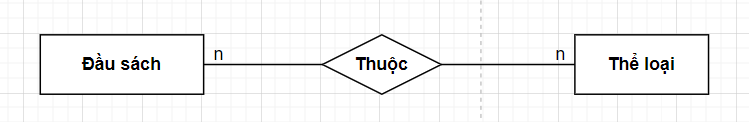 Đầu sách
n
Thuộc
n
Thể loại